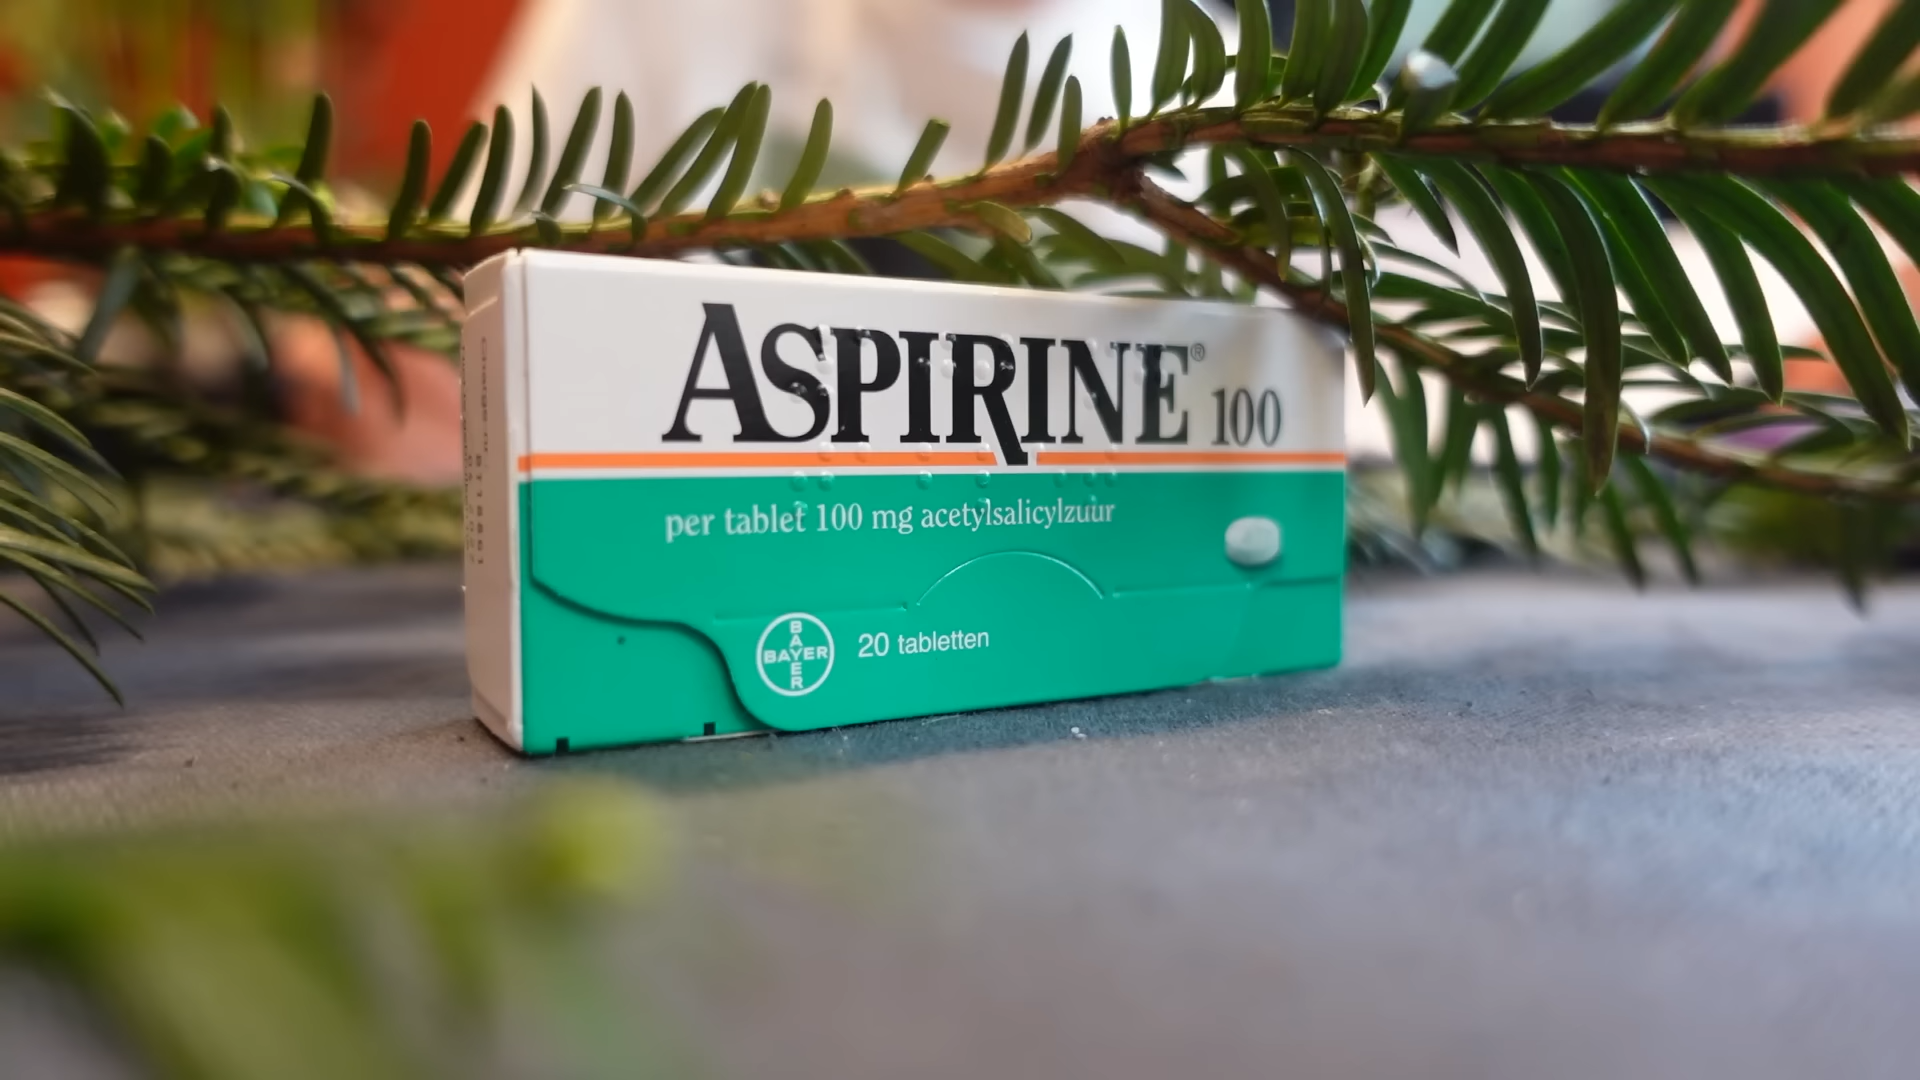 ASPIRINE® 100
per tablet 100 mg acetylsalicylzuur
BAYER
BAYER
20 tabletten